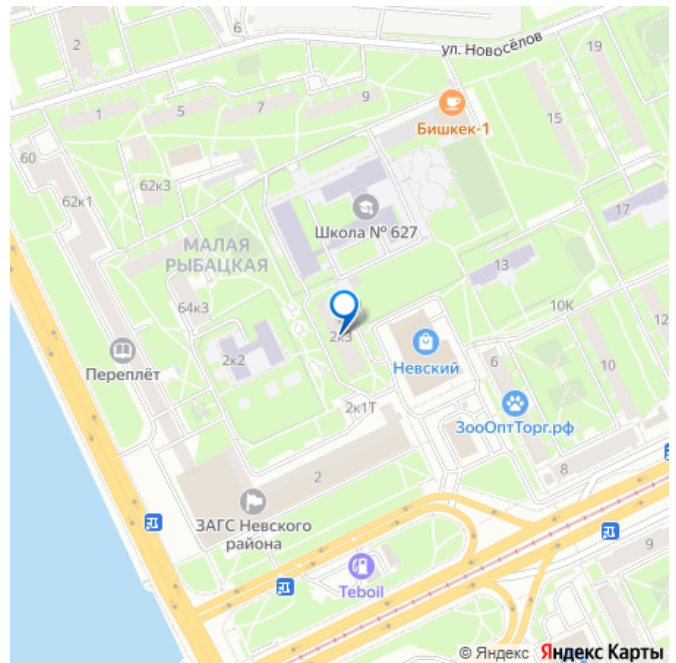 6
2
ул. Новосёлов
19
1
5
7
9
Бишкек-1
15
60
62к3
62к1
Школа № 627
17
МАЛАЯ
РЫБАЦКАЯ
13
64к3
10К
12
2к3
Переплёт
2к2
Невский
6
10
2к1Т
ЗооОптТорг.рф
2
8
ЗАГС Невского
района
9
Teboil
© Яндекс Яндекс Карты